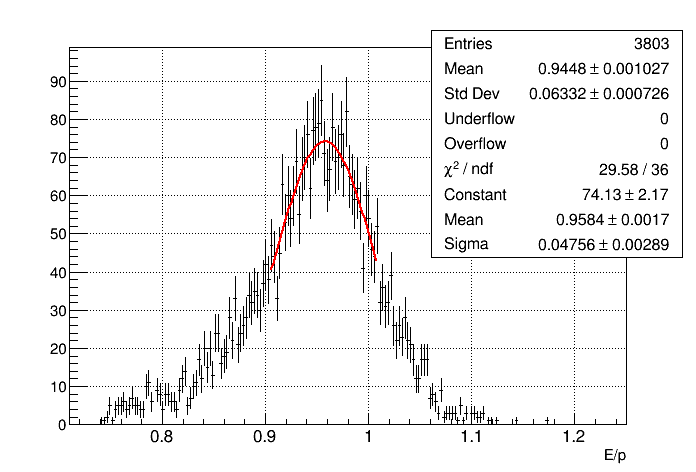 Entries 3803
Mean 0.9448 ± 0.001027
Std Dev 0.06332 ± 0.000726
Underflow 0
Overflow 0
χ² / ndf 29.58 / 36
Constant 74.13 ± 2.17
Mean 0.9584 ± 0.0017
Sigma 0.04756 ± 0.00289
90
80
70
60
50
40
30
20
10
0
0.8 0.9 1 1.1 1.2
E/p